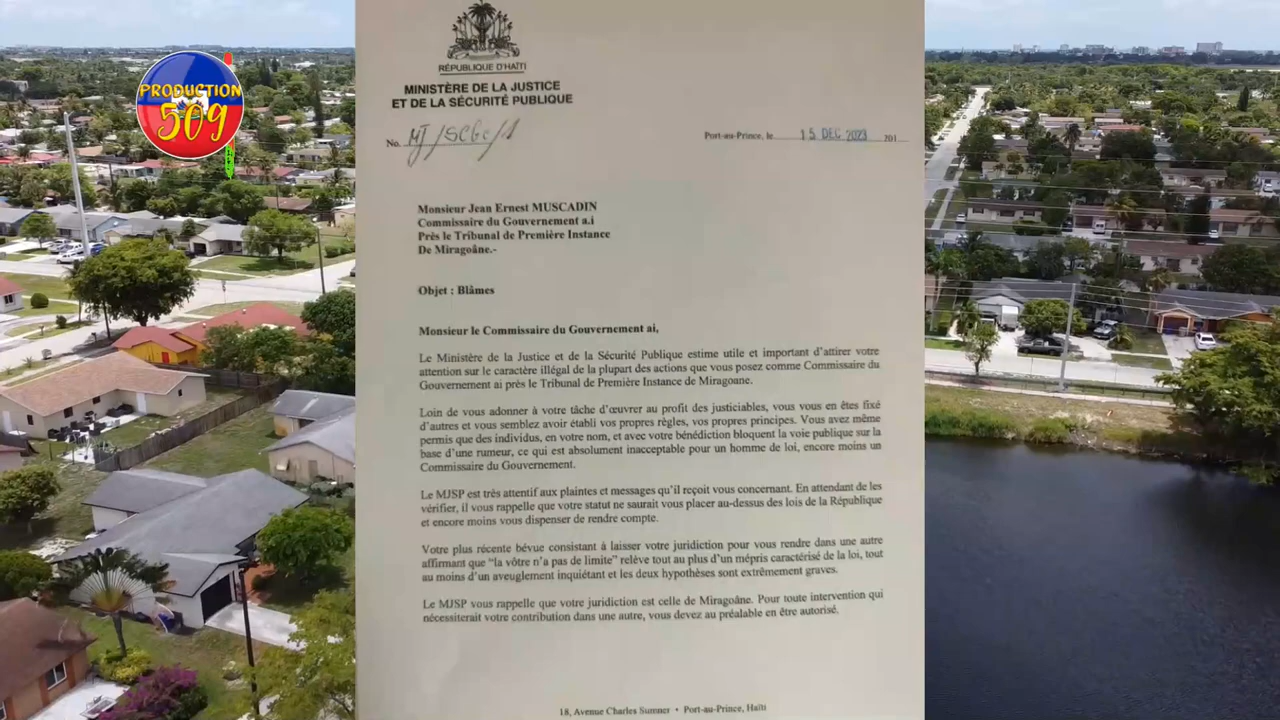 PRODUCTION
509
RÉPUBLIQUE D'HAÏTI
MINISTÈRE DE LA JUSTICE
ET DE LA SÉCURITÉ PUBLIQUE
No. MJ/SCGC/1
Port-au-Prince, le 15 DEC 2023 201
Monsieur Jean Ernest MUSCADIN
Commissaire du Gouvernement a.i
Près le Tribunal de Première Instance
De Miragoâne.-
Objet : Blâmes
Monsieur le Commissaire du Gouvernement ai,
Le Ministère de la Justice et de la Sécurité Publique estime utile et important d'attirer votre
attention sur le caractère illégal de la plupart des actions que vous posez comme Commissaire du
Gouvernement ai près le Tribunal de Première Instance de Miragoane.
Loin de vous adonner à votre tâche d'œuvrer au profit des justiciables, vous vous en êtes fixé
d'autres et vous semblez avoir établi vos propres règles, vos propres principes. Vous avez même
permis que des individus, en votre nom, et avec votre bénédiction bloquent la voie publique sur la
base d'une rumeur, ce qui est absolument inacceptable pour un homme de loi, encore moins un
Commissaire du Gouvernement.
Le MJSP est très attentif aux plaintes et messages qu'il reçoit vous concernant. En attendant de les
vérifier, il vous rappelle que votre statut ne saurait vous placer au-dessus des lois de la République
et encore moins vous dispenser de rendre compte.
Votre plus récente bévue consistant à laisser votre juridiction pour vous rendre dans une autre
affirmant que "la vôtre n'a pas de limite" relève tout au plus d'un mépris caractérisé de la loi, tout
au moins d'un aveuglement inquiétant et les deux hypothèses sont extrêmement graves.
Le MJSP vous rappelle que votre juridiction est celle de Miragoâne. Pour toute intervention qui
nécessiterait votre contribution dans une autre, vous devez au préalable en être autorisé.
18, Avenue Charles Sumner • Port-au-Prince, Haïti